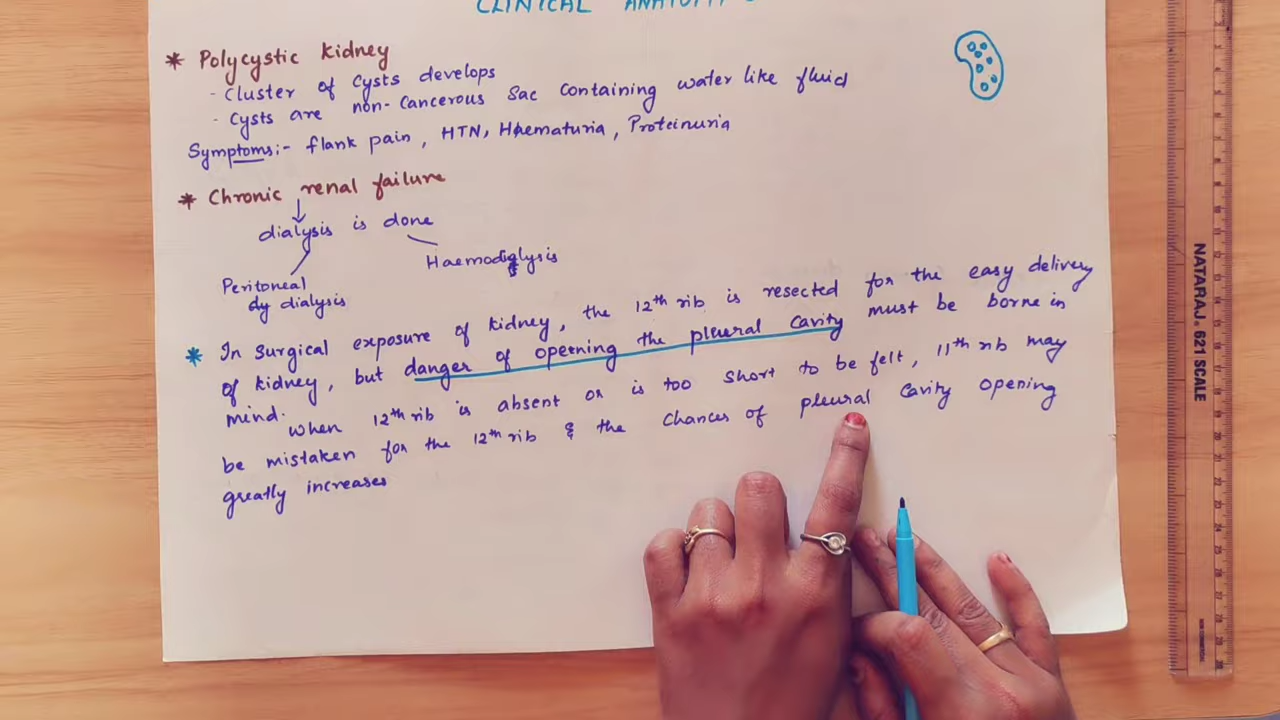 CLINICAL ANATOMY
* Polycystic kidney
- Cluster of cysts develops
- Cysts are non-Cancerous Sac containing water like fluid
Symptoms:- flank pain, HTN, Haematuria, Proteinuria
* Chronic renal failure
dialysis is done
Haemodialysis
Peritoneal
dialysis
* In surgical exposure of kidney, the 12th rib is resected for the easy delivery
of kidney, but danger of opening the pleural cavity must be borne in
mind.
When 12th rib is absent or is too short to be felt, 11th rib may
be mistaken for the 12th rib & the chances of pleural cavity opening
greatly increases
NATARAJ 621 SCALE